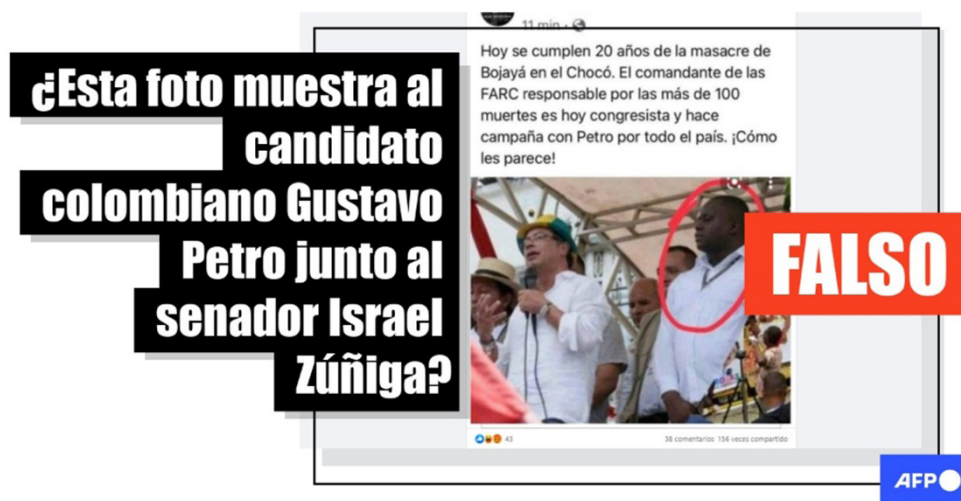 ¿Esta foto muestra al
candidato
colombiano Gustavo
Petro junto al
senador Israel
Zúñiga?
11 min ·
Hoy se cumplen 20 años de la masacre de
Bojayá en el Chocó. El comandante de las
FARC responsable por las más de 100
muertes es hoy congresista y hace
campaña con Petro por todo el país. ¡Cómo
les parece!
FALSO
43
38 comentarios 156 veces compartido
AFP